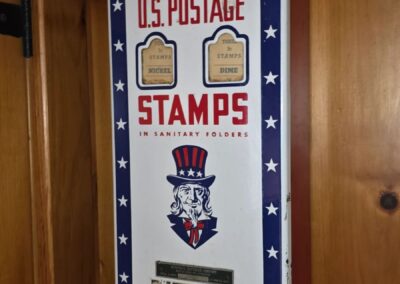 U.S. POSTAGE
STAMPS
NICKEL
STAMPS
DIME
STAMPS
IN SANITARY FOLDERS